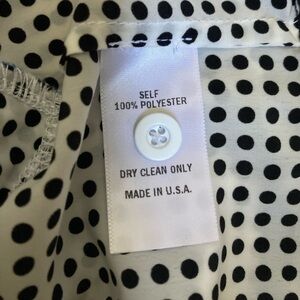 SELF
100% POLYESTER
DRY CLEAN ONLY
MADE IN U.S.A.